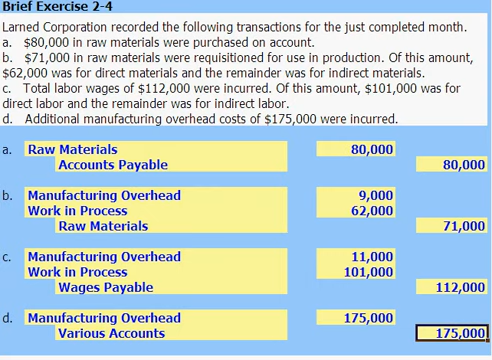 Brief Exercise 2-4
Larned Corporation recorded the following transactions for the just completed month.
a. $80,000 in raw materials were purchased on account.
b. $71,000 in raw materials were requisitioned for use in production. Of this amount,
$62,000 was for direct materials and the remainder was for indirect materials.
c. Total labor wages of $112,000 were incurred. Of this amount, $101,000 was for
direct labor and the remainder was for indirect labor.
d. Additional manufacturing overhead costs of $175,000 were incurred.
a. Raw Materials 80,000
Accounts Payable 80,000
b. Manufacturing Overhead 9,000
Work in Process 62,000
Raw Materials 71,000
c. Manufacturing Overhead 11,000
Work in Process 101,000
Wages Payable 112,000
d. Manufacturing Overhead 175,000
Various Accounts 175,000